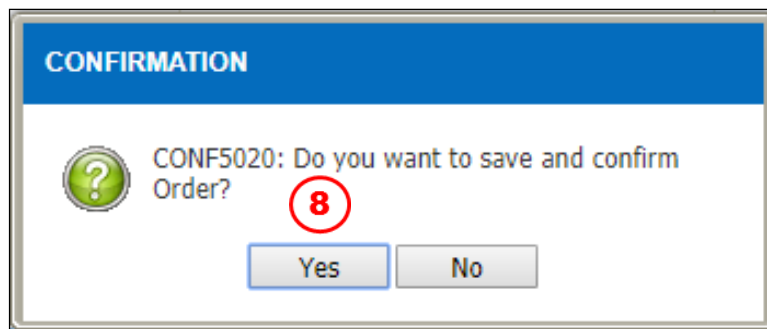 CONFIRMATION
CONF5020: Do you want to save and confirm
Order?
8
Yes No